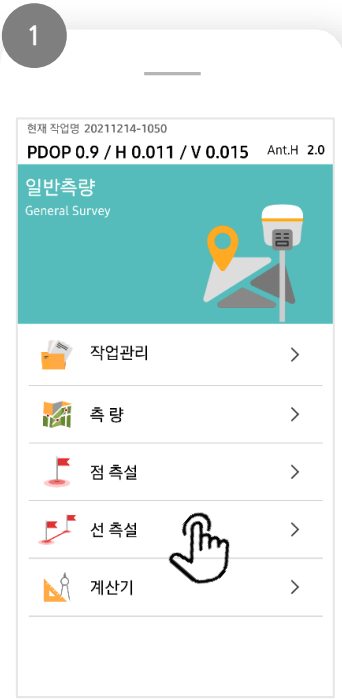 1
현재 작업명 20211214-1050
PDOP 0.9 / H 0.011 / V 0.015 Ant.H 2.0
일반측량
General Survey
작업관리
측 량
점 측설
선 측설
계산기